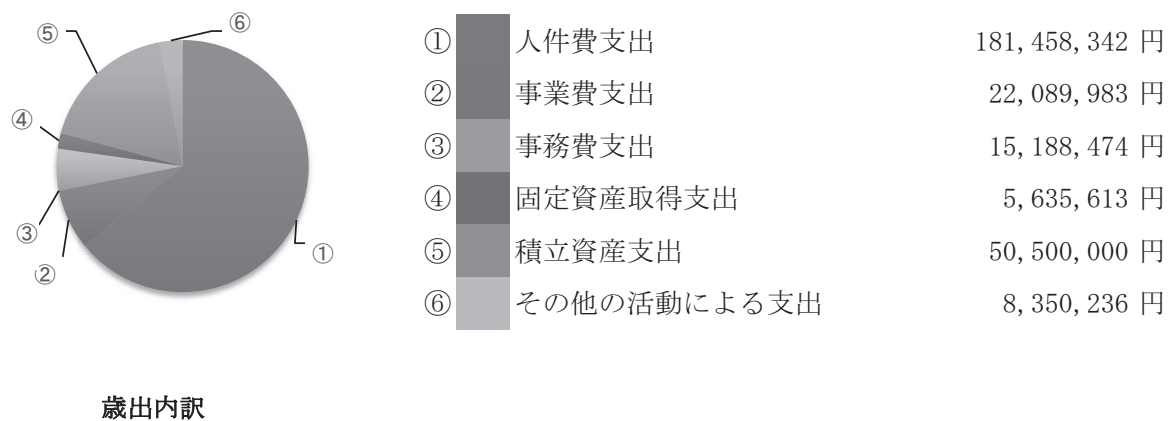 ⑥
⑤
④
③
②
①
① 人件費支出 181,458,342 円
② 事業費支出 22,089,983 円
③ 事務費支出 15,188,474 円
④ 固定資産取得支出 5,635,613 円
⑤ 積立資産支出 50,500,000 円
⑥ その他の活動による支出 8,350,236 円
歳出内訳